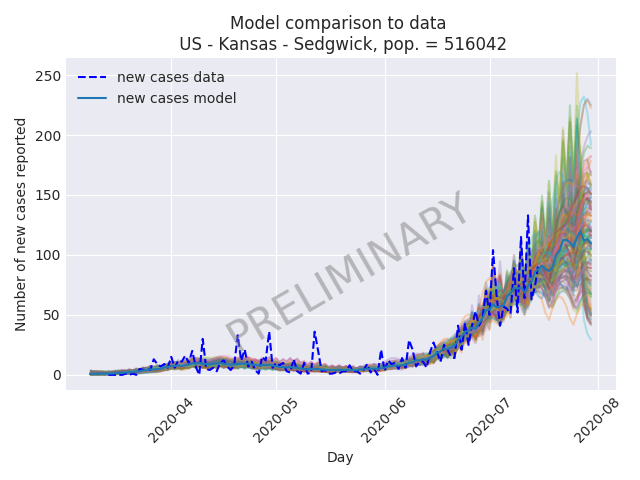 Model comparison to data
US - Kansas - Sedgwick, pop. = 516042
new cases data
new cases model
Number of new cases reported
250
200
150
100
50
0
PRELIMINARY
2020-04
2020-05
2020-06
2020-07
2020-08
Day